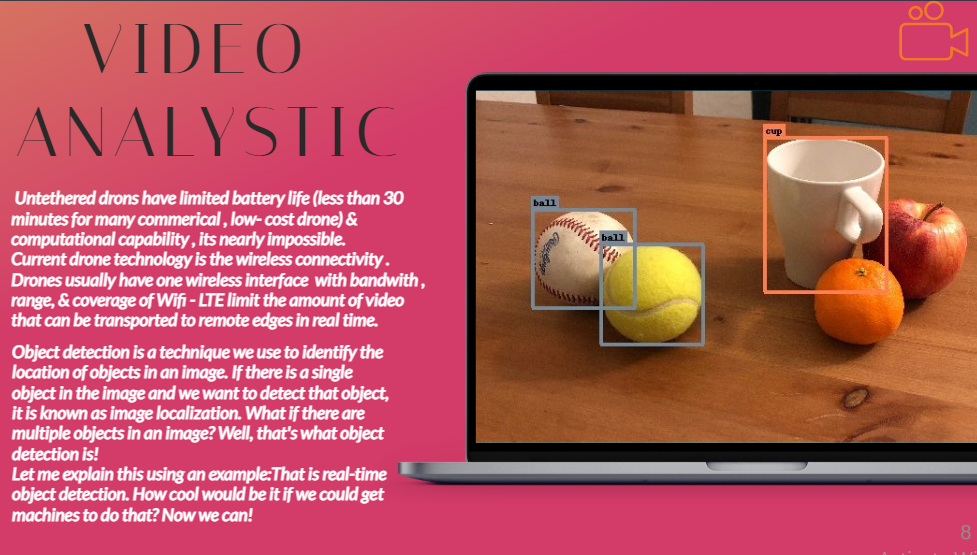 VIDEO
ANALYSTIC
Untethered drons have limited battery life (less than 30
minutes for many commerical , low- cost drone) &
computational capability , its nearly impossible.
Current drone technology is the wireless connectivity .
Drones usually have one wireless interface with bandwith ,
range, & coverage of Wifi - LTE limit the amount of video
that can be transported to remote edges in real time.
Object detection is a technique we use to identify the
location of objects in an image. If there is a single
object in the image and we want to detect that object,
it is known as image localization. What if there are
multiple objects in an image? Well, that's what object
detection is!
Let me explain this using an example:That is real-time
object detection. How cool would be it if we could get
machines to do that? Now we can!
cup
ball
ball
8